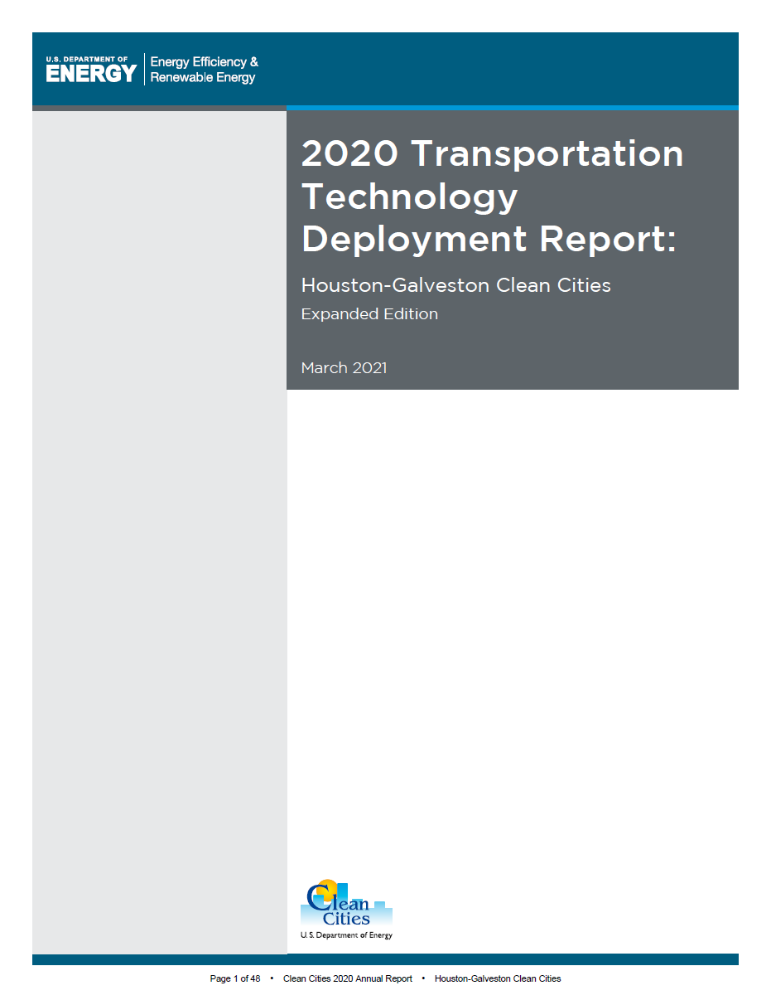 U.S. DEPARTMENT OF
ENERGY
Energy Efficiency &
Renewable Energy
2020 Transportation
Technology
Deployment Report:
Houston-Galveston Clean Cities
Expanded Edition
March 2021
Clean
Cities
U.S. Department of Energy
Page 1 of 48 • Clean Cities 2020 Annual Report • Houston-Galveston Clean Cities